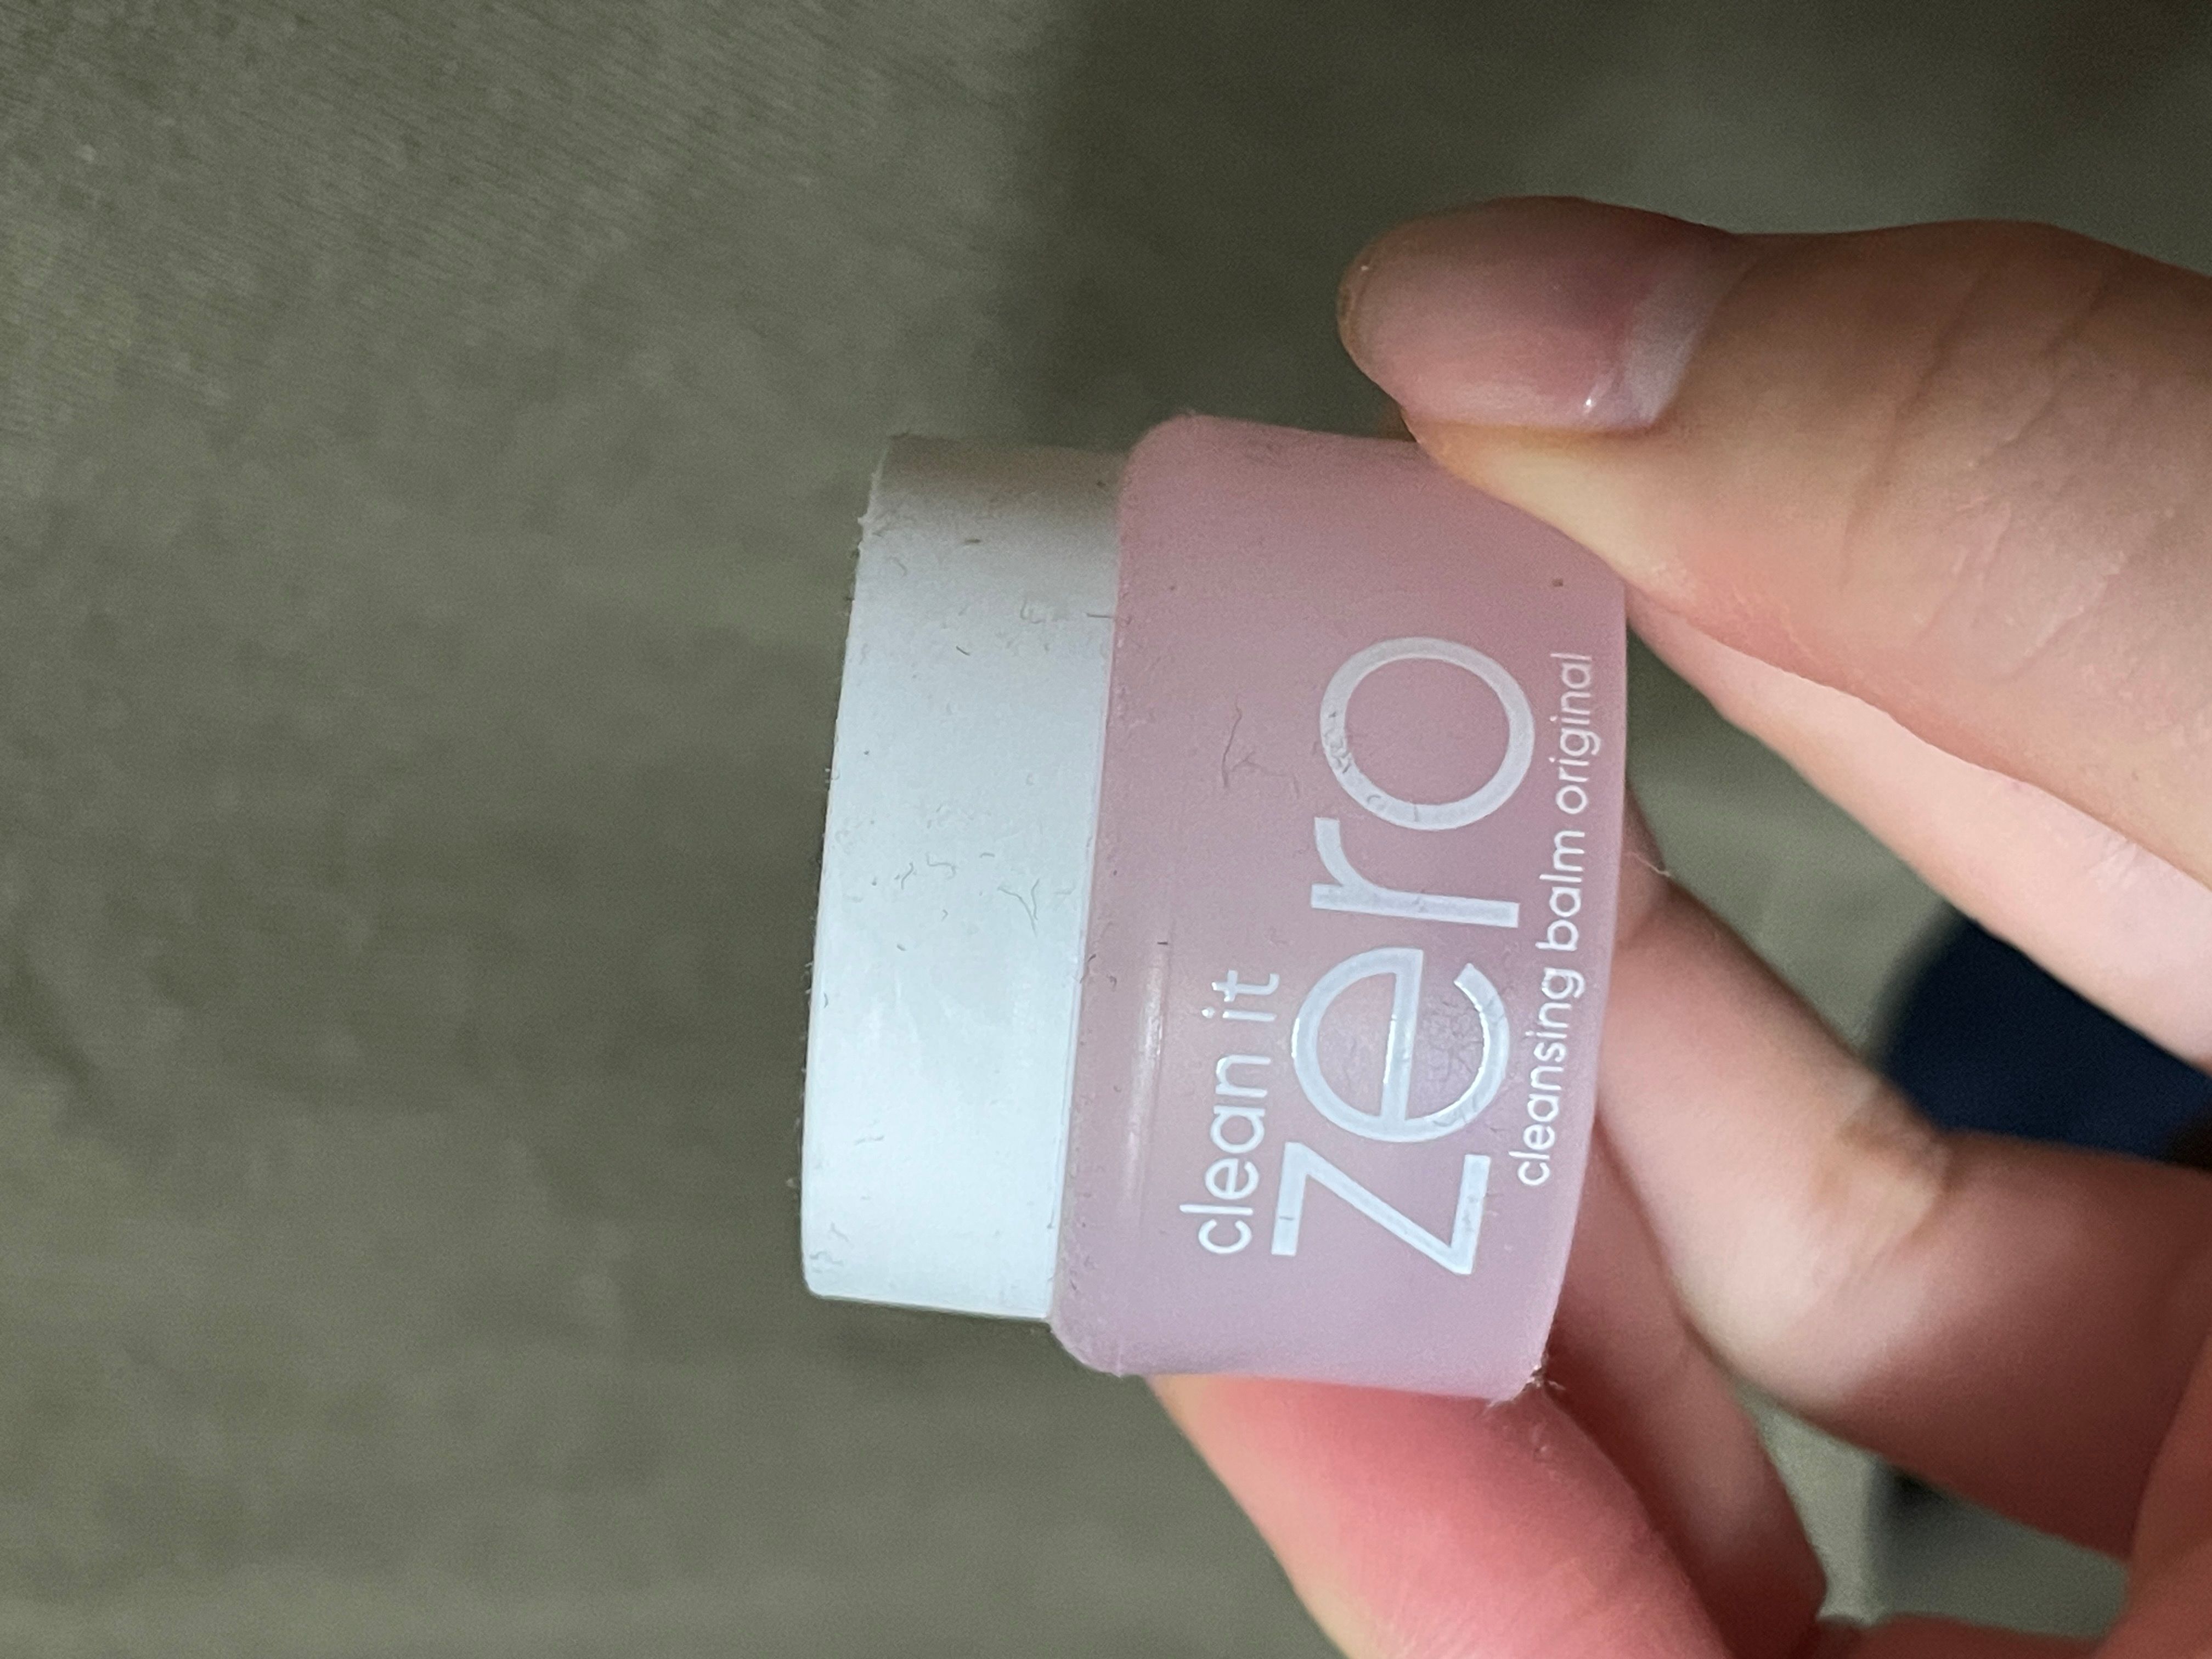 clean it
zero
cleansing balm original